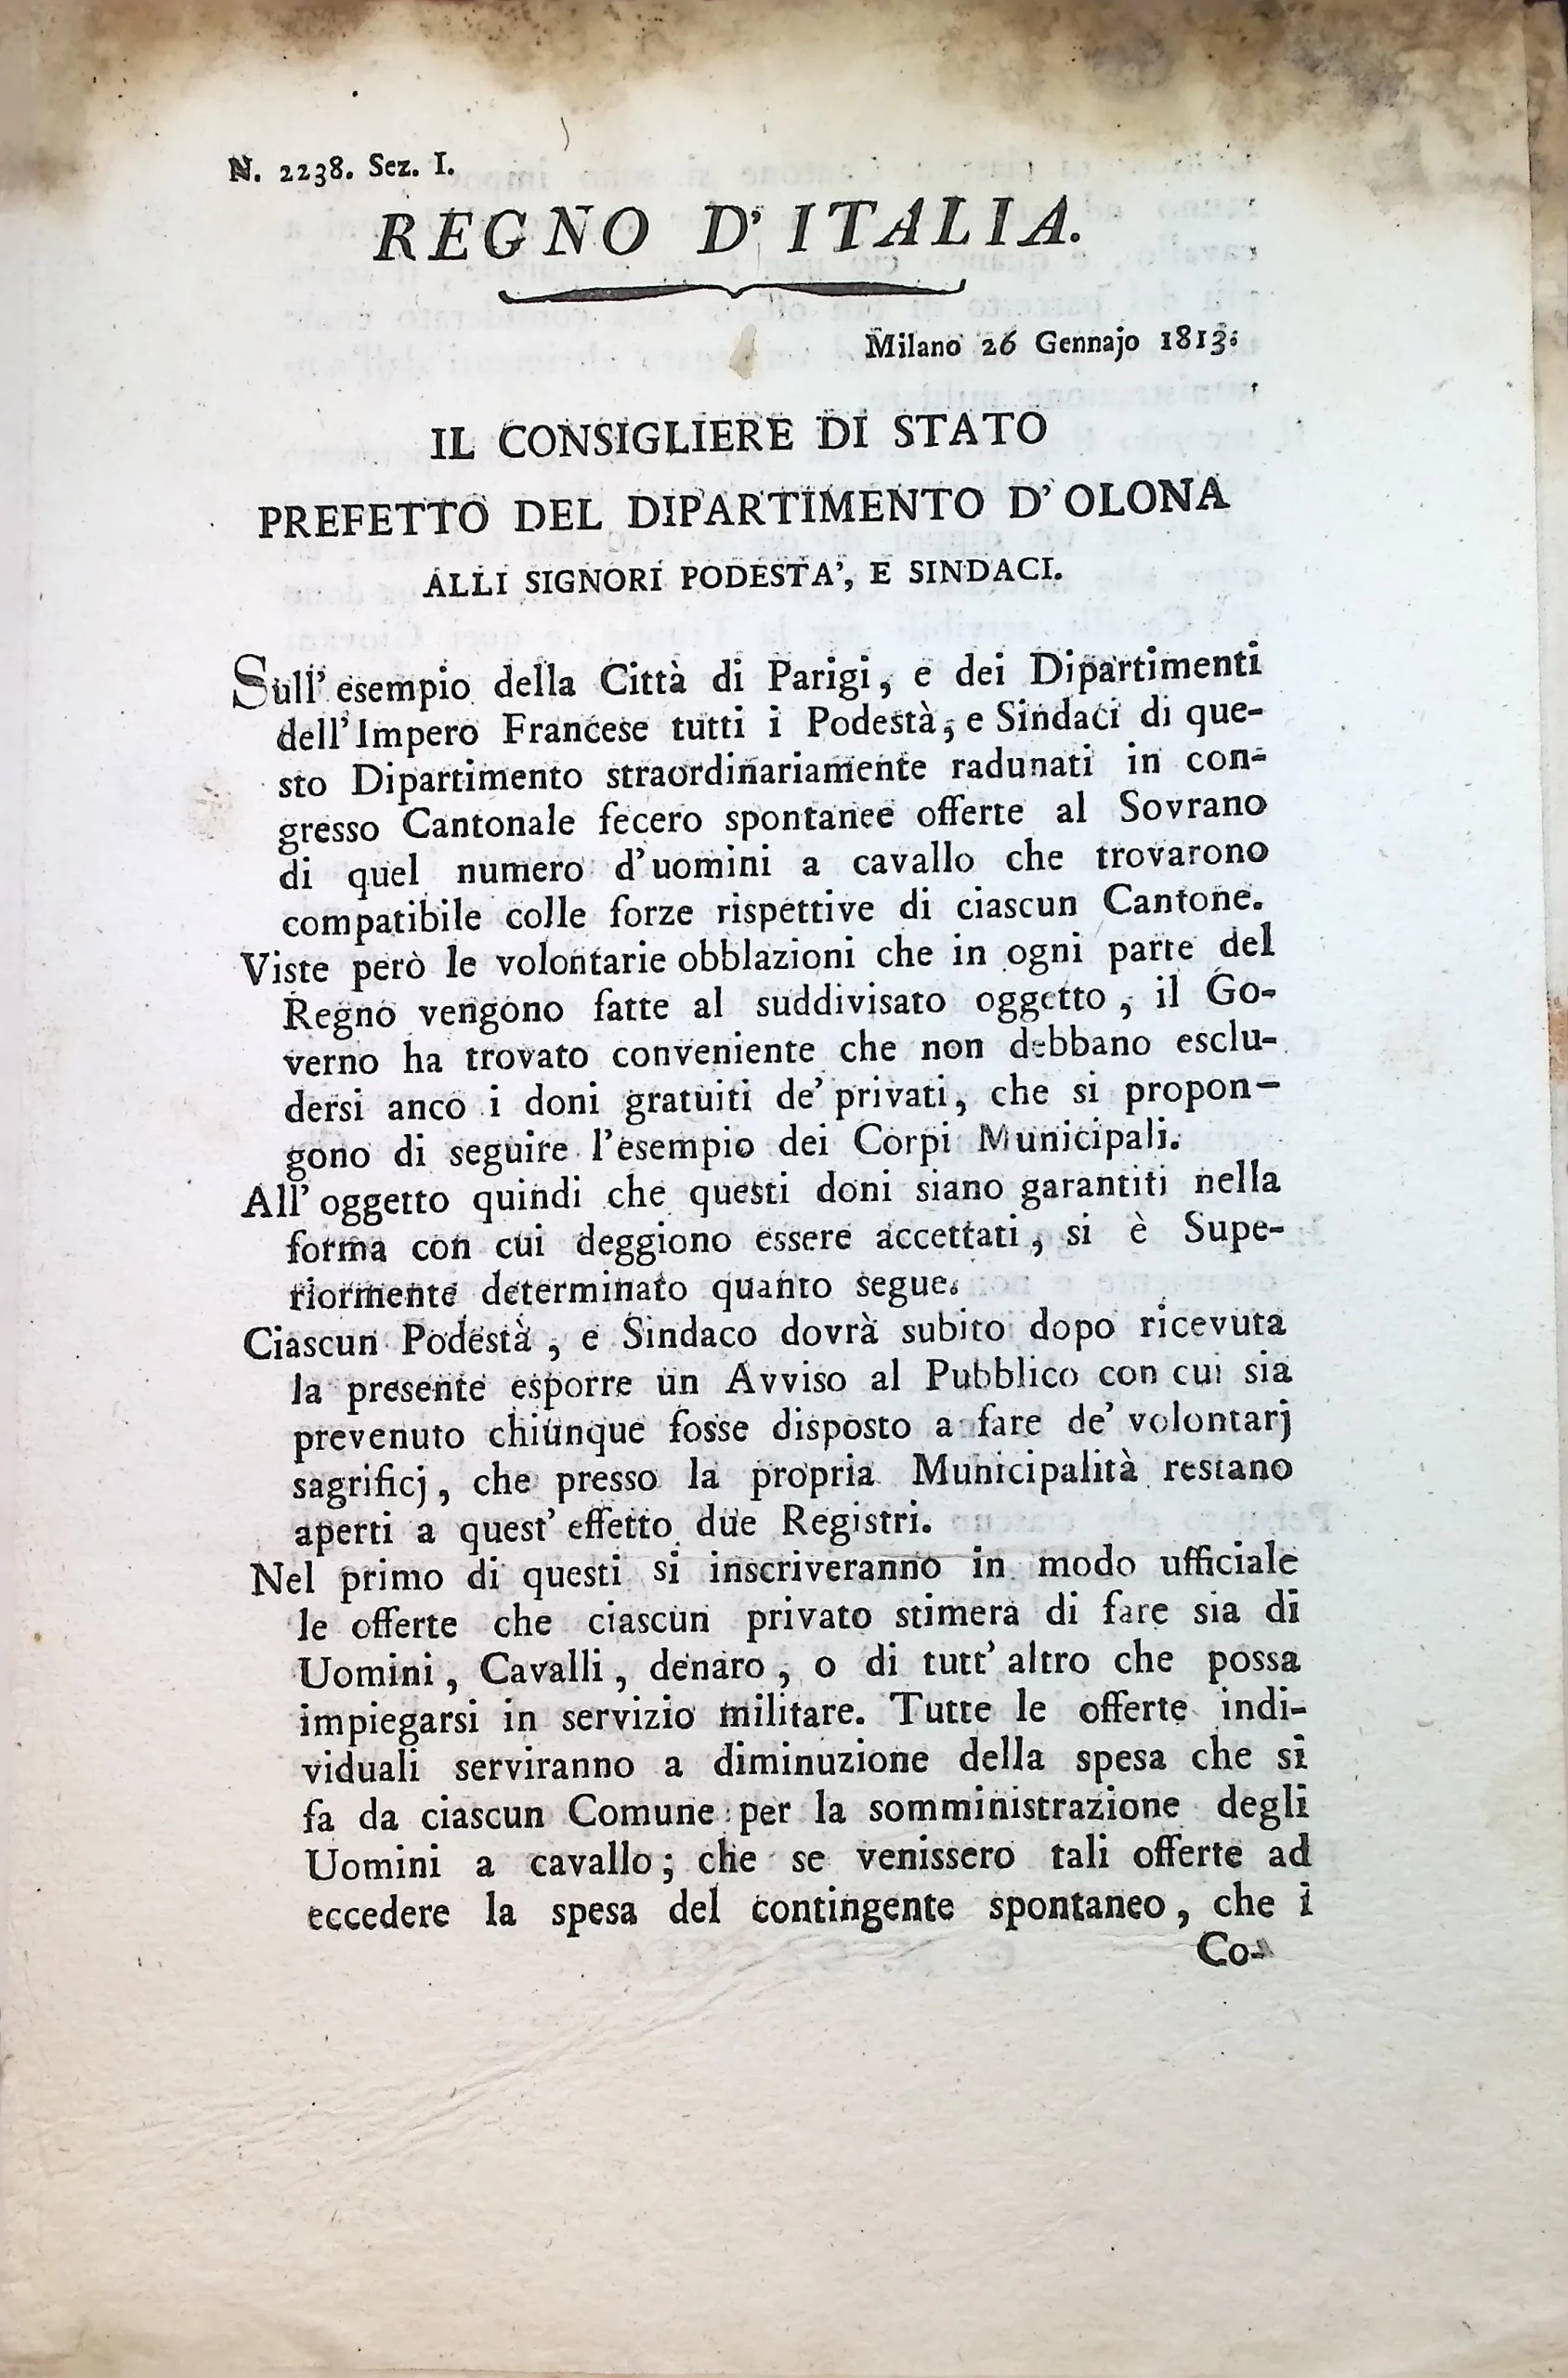 N. 2238. Sez. I.
REGNO D' ITALIA.
Milano 26 Gennajo 1813.
IL CONSIGLIERE DI STATO
PREFETTO DEL DIPARTIMENTO D' OLONA
ALLI SIGNORI PODESTA', E SINDACI.
Sull' esempio della Città di Parigi, e dei Dipartimenti
dell' Impero Francese tutti i Podestà, e Sindaci di que-
sto Dipartimento straordinariamente radunati in con-
gresso Cantonale fecero spontanee offerte al Sovrano
di quel numero d' uomini a cavallo che trovarono
compatibile colle forze rispettive di ciascun Cantone.
Viste però le volontarie obblazioni che in ogni parte del
Regno vengono fatte al suddivisato oggetto, il Go-
verno ha trovato conveniente che non debbano esclu-
dersi anco i doni gratuiti de' privati, che si propon-
gono di seguire l' esempio dei Corpi Municipali.
All' oggetto quindi che questi doni siano garantiti nella
forma con cui deggiono essere accettati, si è Supe-
riormente determinato quanto segue.
Ciascun Podestà, e Sindaco dovrà subito dopo ricevuta
la presente esporre un Avviso al Pubblico con cui sia
prevenuto chiunque fosse disposto a fare de' volontarj
sagrificj, che presso la propria Municipalità restano
aperti a quest' effetto due Registri.
Nel primo di questi si inscriveranno in modo ufficiale
le offerte che ciascun privato stimerà di fare sia di
Uomini, Cavalli, denaro, o di tutt' altro che possa
impiegarsi in servizio militare. Tutte le offerte indi-
viduali serviranno a diminuzione della spesa che si
fa da ciascun Comune per la somministrazione degli
Uomini a cavallo; che se venissero tali offerte ad
eccedere la spesa del contingente spontaneo, che i
Co-